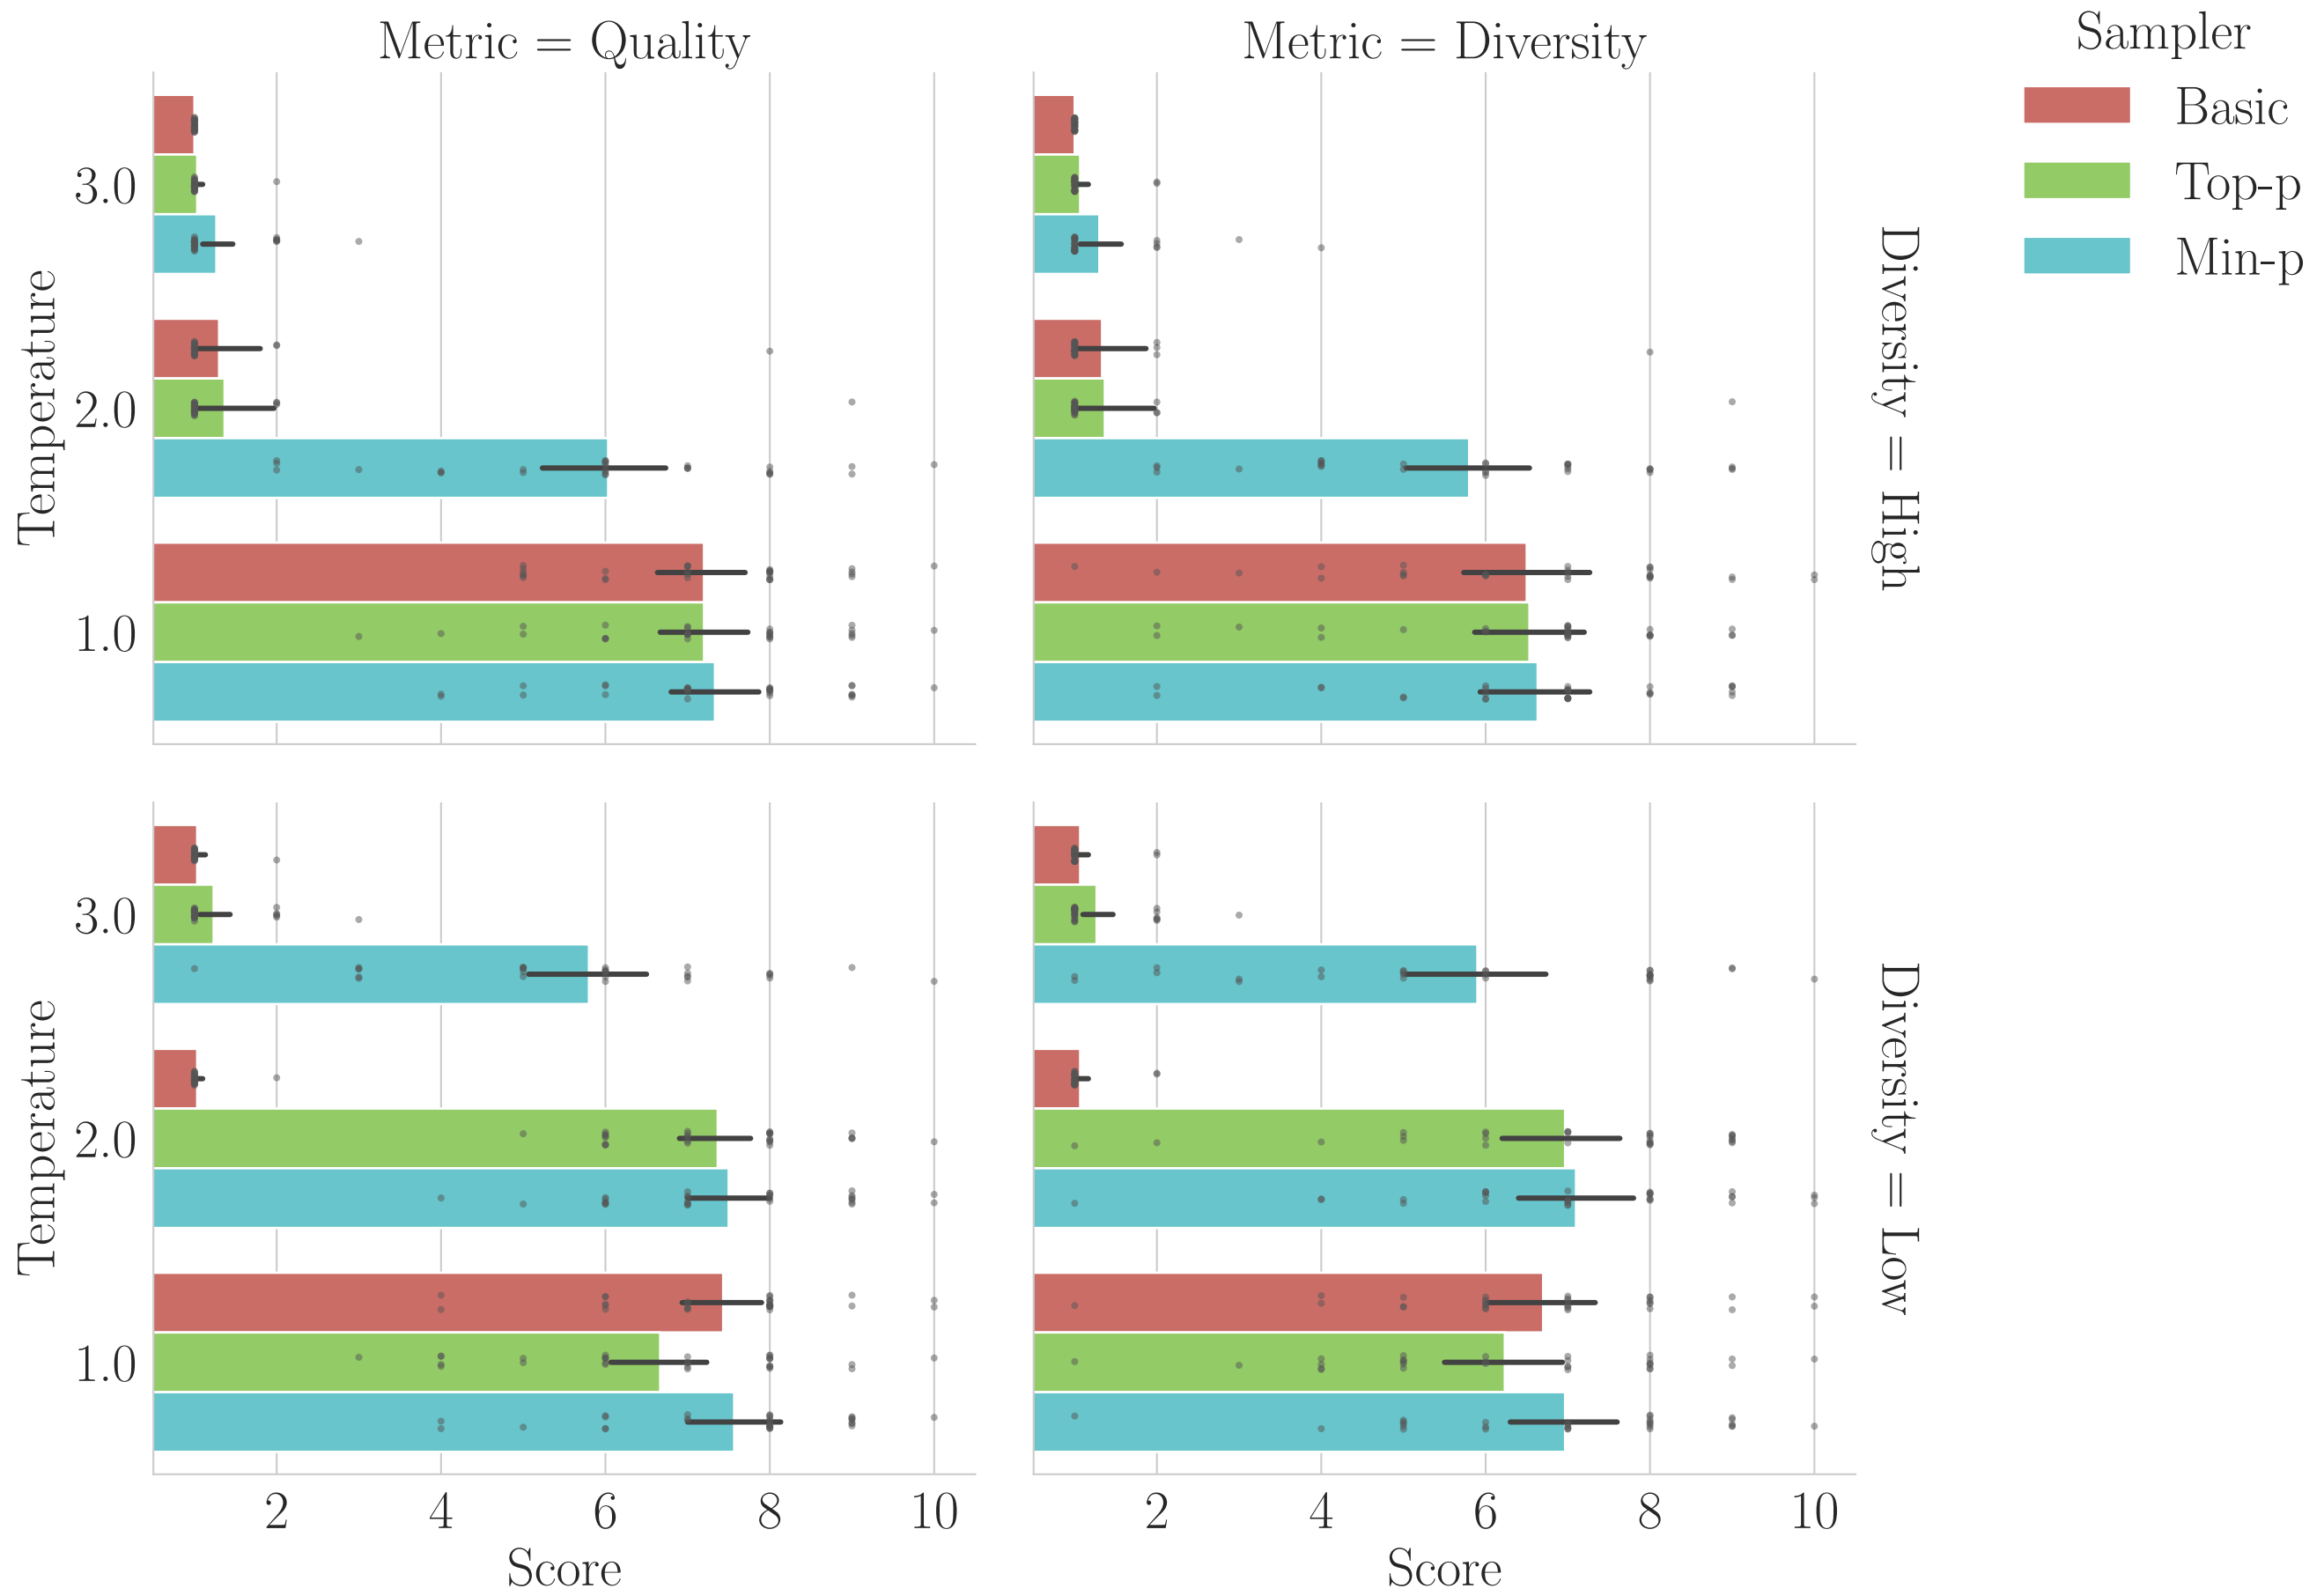 Metric = Quality
Metric = Diversity
Sampler
Basic
Top-p
Min-p
Temperature
3.0
2.0
1.0
Diversity = High
Temperature
3.0
2.0
1.0
Diversity = Low
2 4 6 8 10
2 4 6 8 10
Score
Score